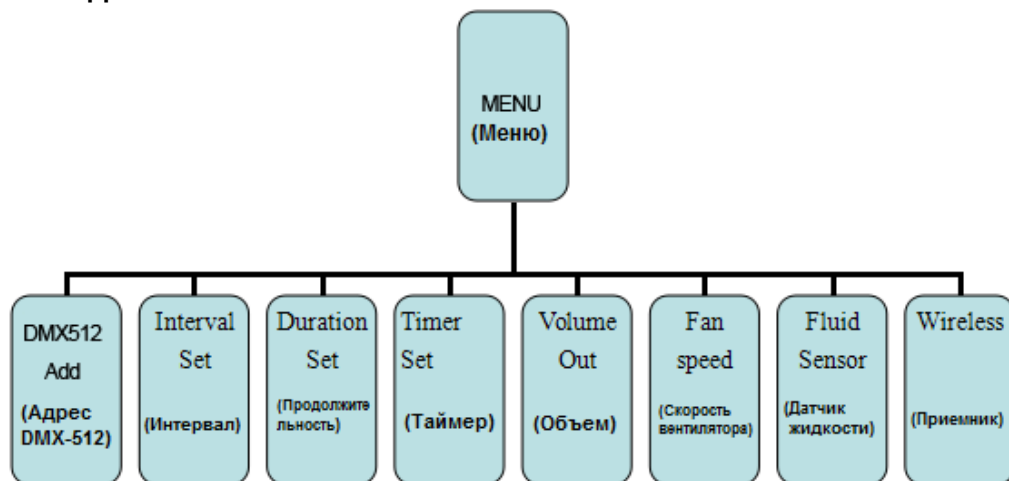 MENU
(Меню)
DMX512
Add
(Адрес
DMX-512)
Interval
Set
(Интервал)
Duration
Set
(Продолжите
льность)
Timer
Set
(Таймер)
Volume
Out
(Объем)
Fan
speed
(Скорость
вентилятора)
Fluid
Sensor
(Датчик
жидкости)
Wireless
(Приемник)